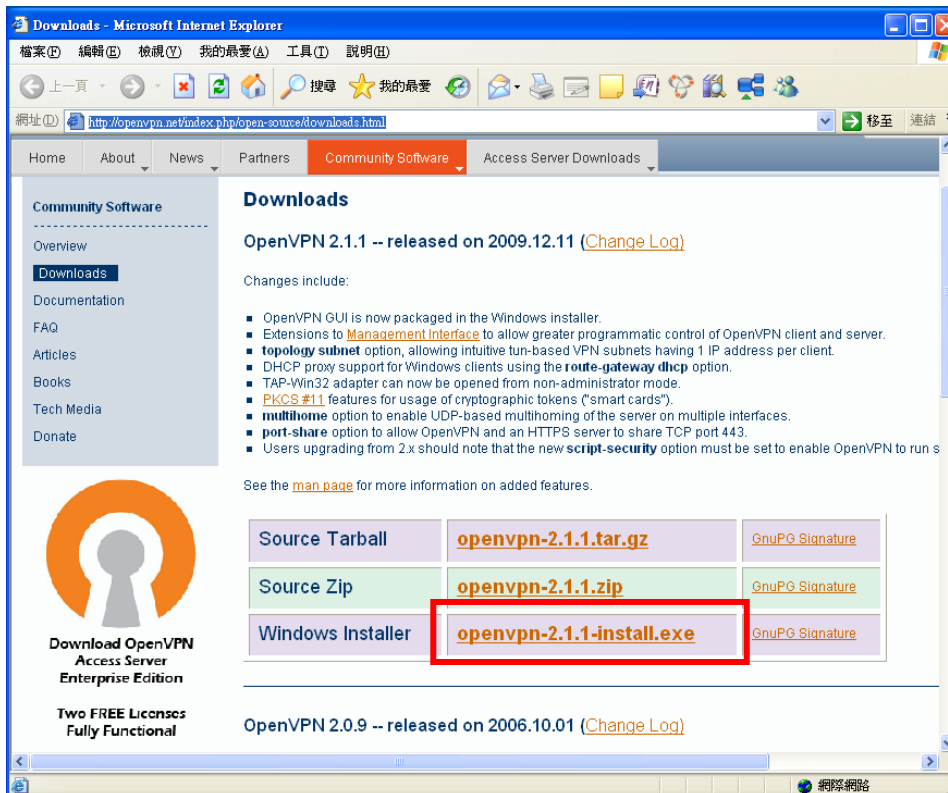 Downloads - Microsoft Internet Explorer
檔案(F) 編輯(E) 檢視(V) 我的最愛(A) 工具(T) 說明(H)
上一頁 搜尋 我的最愛
網址(D) http://openvpn.net/index.php/open-source/downloads.html 移至 連結
Home About News Partners Community Software Access Server Downloads
Community Software
Overview
Downloads
Documentation
FAQ
Articles
Books
Tech Media
Donate
Download OpenVPN
Access Server
Enterprise Edition
Two FREE Licenses
Fully Functional
Downloads
OpenVPN 2.1.1 -- released on 2009.12.11 (Change Log)
Changes include:
OpenVPN GUI is now packaged in the Windows installer.
Extensions to Management Interface to allow greater programmatic control of OpenVPN client and server.
topology subnet option, allowing intuitive tun-based VPN subnets having 1 IP address per client.
DHCP proxy support for Windows clients using the route-gateway dhcp option.
TAP-Win32 adapter can now be opened from non-administrator mode.
PKCS #11 features for usage of cryptographic tokens ("smart cards").
multihome option to enable UDP-based multihoming of the server on multiple interfaces.
port-share option to allow OpenVPN and an HTTPS server to share TCP port 443.
Users upgrading from 2.x should note that the new script-security option must be set to enable OpenVPN to run s
See the man page for more information on added features.
Source Tarball openvpn-2.1.1.tar.gz GnuPG Signature
Source Zip openvpn-2.1.1.zip GnuPG Signature
Windows Installer openvpn-2.1.1-install.exe GnuPG Signature
OpenVPN 2.0.9 -- released on 2006.10.01 (Change Log)
網際網路